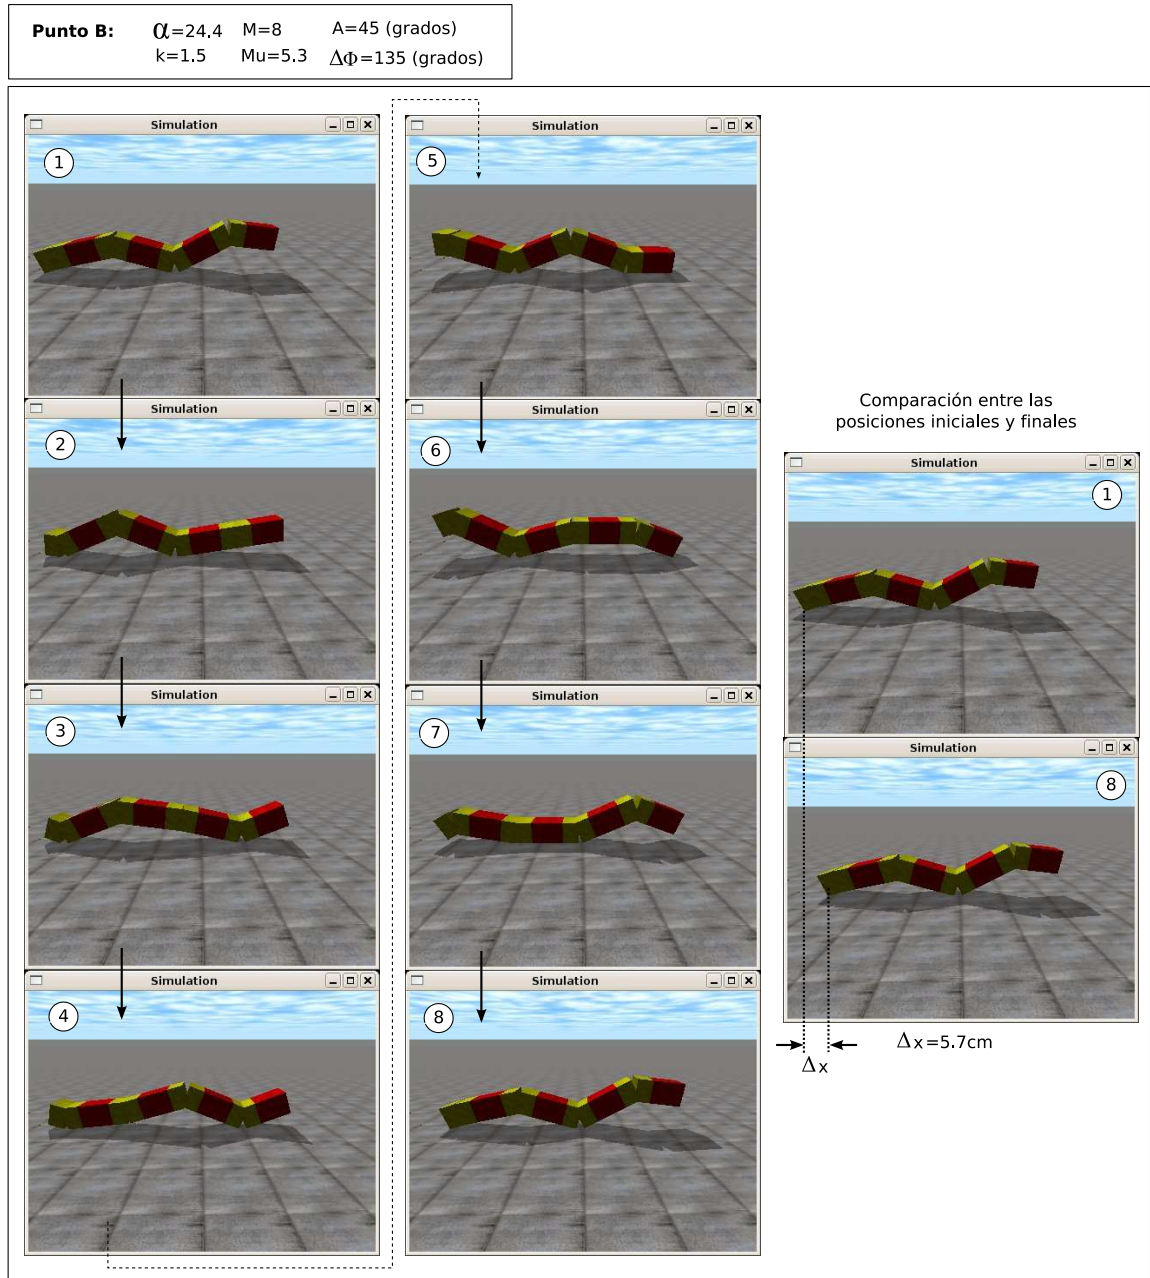 Punto B: α=24.4 M=8 A=45 (grados)
k=1.5 Mu=5.3 ΔΦ=135 (grados)
Simulation
1
Simulation
2
Simulation
3
Simulation
4
Simulation
5
Simulation
6
Simulation
7
Simulation
8
Comparación entre las
posiciones iniciales y finales
Simulation
1
Simulation
8
Δx=5.7cm
Δx